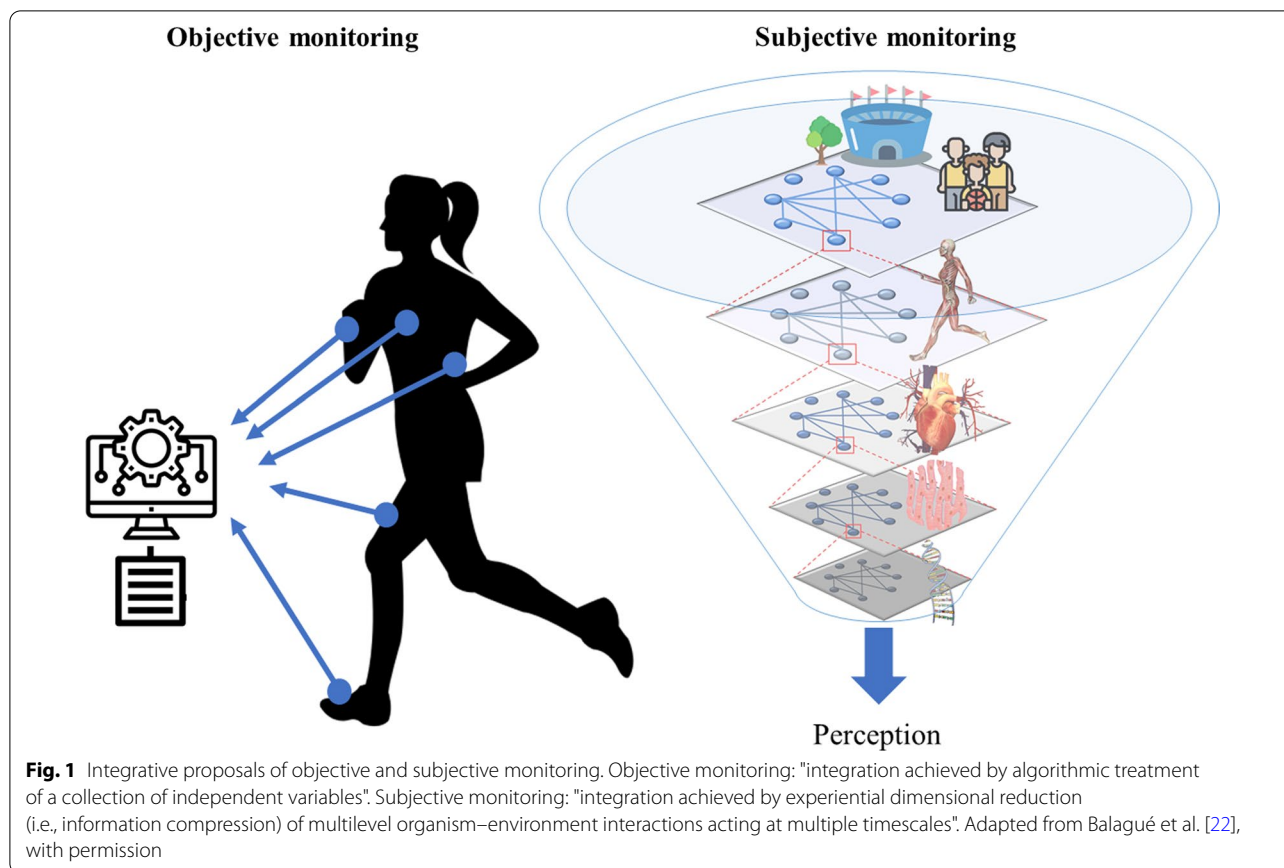 Objective monitoring
Subjective monitoring
Perception
Fig. 1 Integrative proposals of objective and subjective monitoring. Objective monitoring: "integration achieved by algorithmic treatment
of a collection of independent variables". Subjective monitoring: "integration achieved by experiential dimensional reduction
(i.e., information compression) of multilevel organism–environment interactions acting at multiple timescales". Adapted from Balagué et al. [22],
with permission